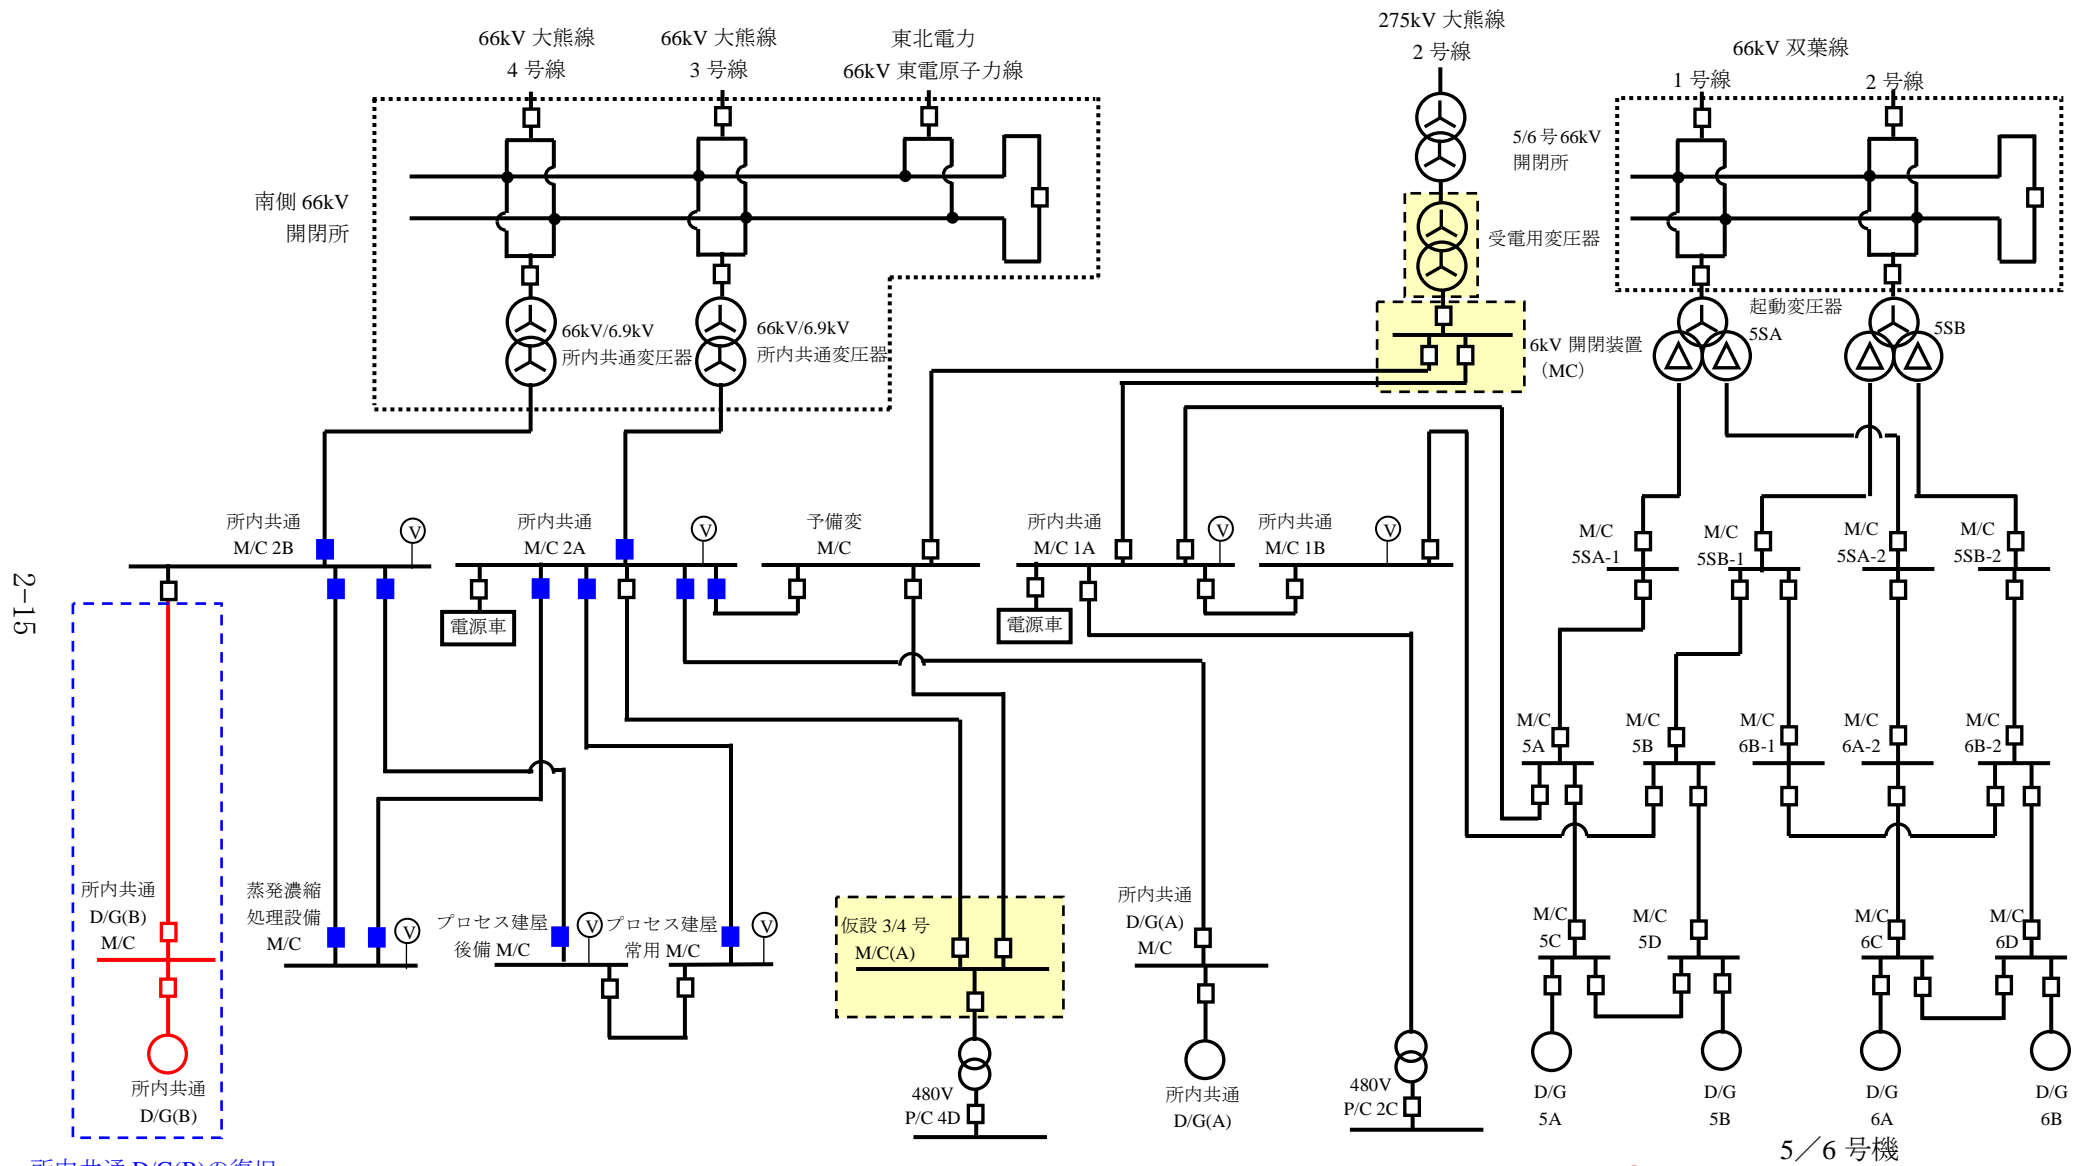 66kV 大熊線
4 号線
66kV 大熊線
3 号線
東北電力
66kV 東電原子力線
275kV 大熊線
2 号線
66kV 双葉線
1 号線
2 号線
5/6 号 66kV
開閉所
南側 66kV
開閉所
受電用変圧器
66kV/6.9kV
所内共通変圧器
66kV/6.9kV
所内共通変圧器
6kV 開閉装置
（MC）
起動変圧器
5SA
5SB
所内共通
M/C 2B
V
所内共通
M/C 2A
V
予備変
M/C
所内共通
M/C 1A
V
所内共通
M/C 1B
V
M/C
5SA-1
M/C
5SB-1
M/C
5SA-2
M/C
5SB-2
2-15
電源車
電源車
M/C
5A
M/C
5B
M/C
6B-1
M/C
6A-2
M/C
6B-2
所内共通
D/G(B)
M/C
蒸発濃縮
処理設備
M/C
V
プロセス建屋
後備 M/C
V
プロセス建屋
常用 M/C
V
仮設 3/4 号
M/C(A)
所内共通
D/G(A)
M/C
M/C
5C
M/C
5D
M/C
6C
M/C
6D
所内共通
D/G(B)
480V
P/C 4D
所内共通
D/G(A)
480V
P/C 2C
D/G
5A
D/G
5B
D/G
6A
D/G
6B
5／6 号機
所内共通 D/G(B)の復旧